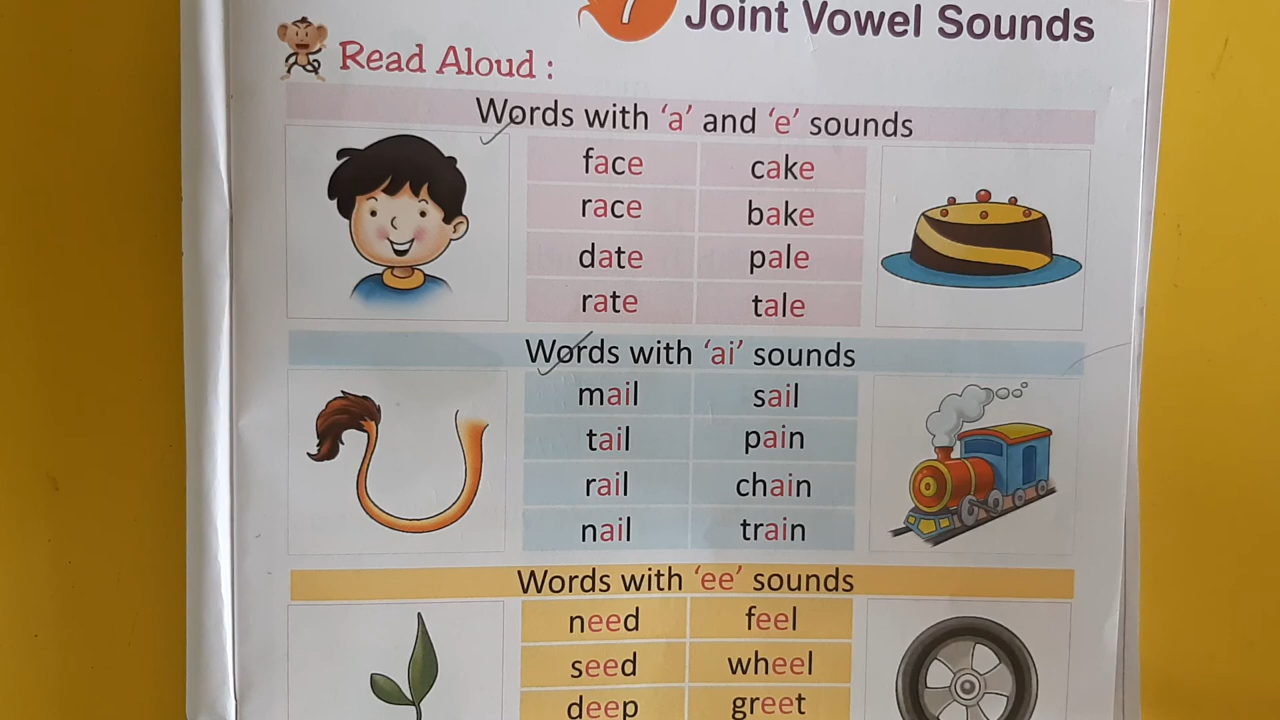 7 Joint Vowel Sounds
Read Aloud :
Words with 'a' and 'e' sounds
face cake
race bake
date pale
rate tale
Words with 'ai' sounds
mail sail
tail pain
rail chain
nail train
Words with 'ee' sounds
need feel
seed wheel
deep greet